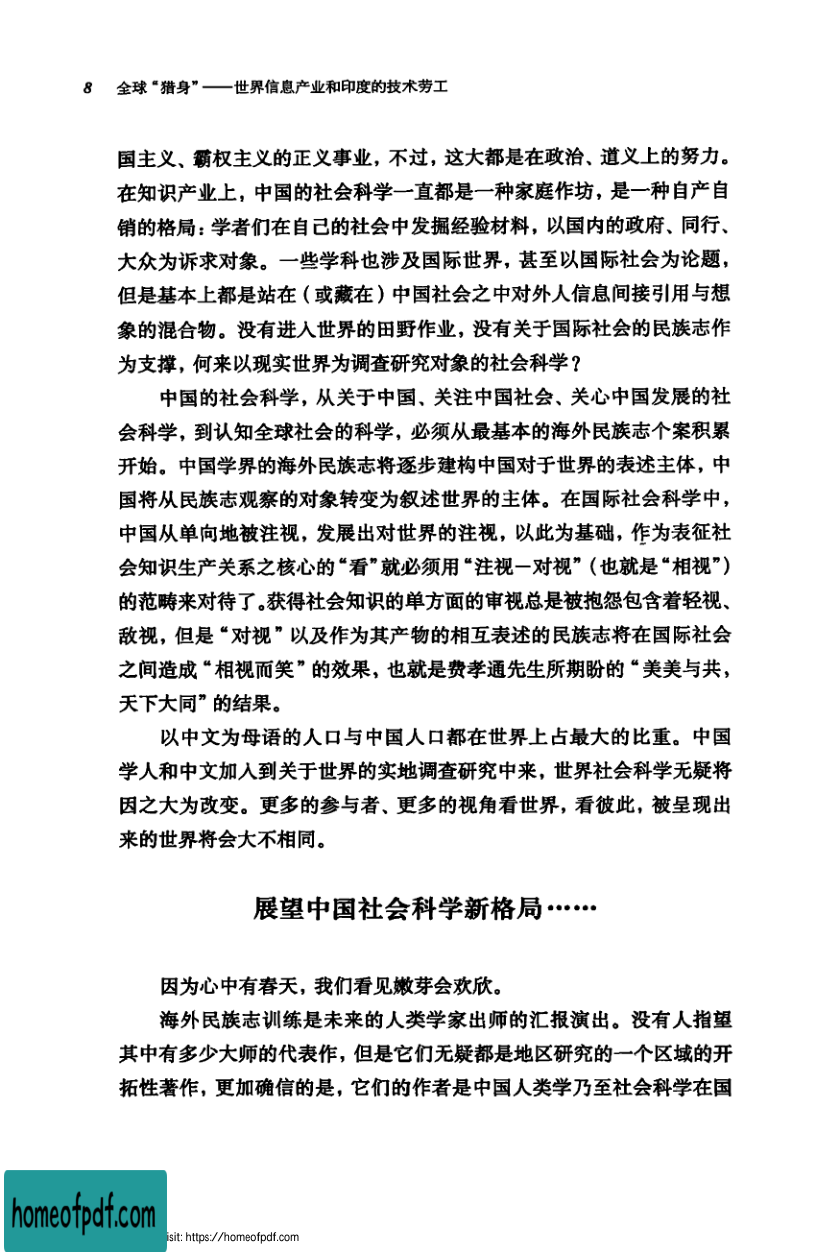 8 全球“猎身”——世界信息产业和印度的技术劳工
国主义、霸权主义的正义事业，不过，这大都是在政治、道义上的努力。
在知识产业上，中国的社会科学一直都是一种家庭作坊，是一种自产自
销的格局：学者们在自己的社会中发掘经验材料，以国内的政府、同行、
大众为诉求对象。一些学科也涉及国际世界，甚至以国际社会为论题，
但是基本上都是站在（或藏在）中国社会之中对外人信息间接引用与想
象的混合物。没有进入世界的田野作业，没有关于国际社会的民族志作
为支撑，何来以现实世界为调查研究对象的社会科学？
中国的社会科学，从关于中国、关注中国社会、关心中国发展的社
会科学，到认知全球社会的科学，必须从最基本的海外民族志个案积累
开始。中国学界的海外民族志将逐步建构中国对于世界的表述主体，中
国将从民族志观察的对象转变为叙述世界的主体。在国际社会科学中，
中国从单向地被注视，发展出对世界的注视，以此为基础，作为表征社
会知识生产关系之核心的“看”就必须用“注视－对视”（也就是“相视”）
的范畴来对待了。获得社会知识的单方面的审视总是被抱怨包含着轻视、
敌视，但是“对视”以及作为其产物的相互表述的民族志将在国际社会
之间造成“相视而笑”的效果，也就是费孝通先生所期盼的“美美与共，
天下大同”的结果。
以中文为母语的人口与中国人口都在世界上占最大的比重。中国
学人和中文加入到关于世界的实地调查研究中来，世界社会科学无疑将
因之大为改变。更多的参与者、更多的视角看世界，看彼此，被呈现出
来的世界将会大不相同。
展望中国社会科学新格局……
因为心中有春天，我们看见嫩芽会欢欣。
海外民族志训练是未来的人类学家出师的汇报演出。没有人指望
其中有多少大师的代表作，但是它们无疑都是地区研究的一个区域的开
拓性著作，更加确信的是，它们的作者是中国人类学乃至社会科学在国
homeofpdf.com
isit: https://homeofpdf.com